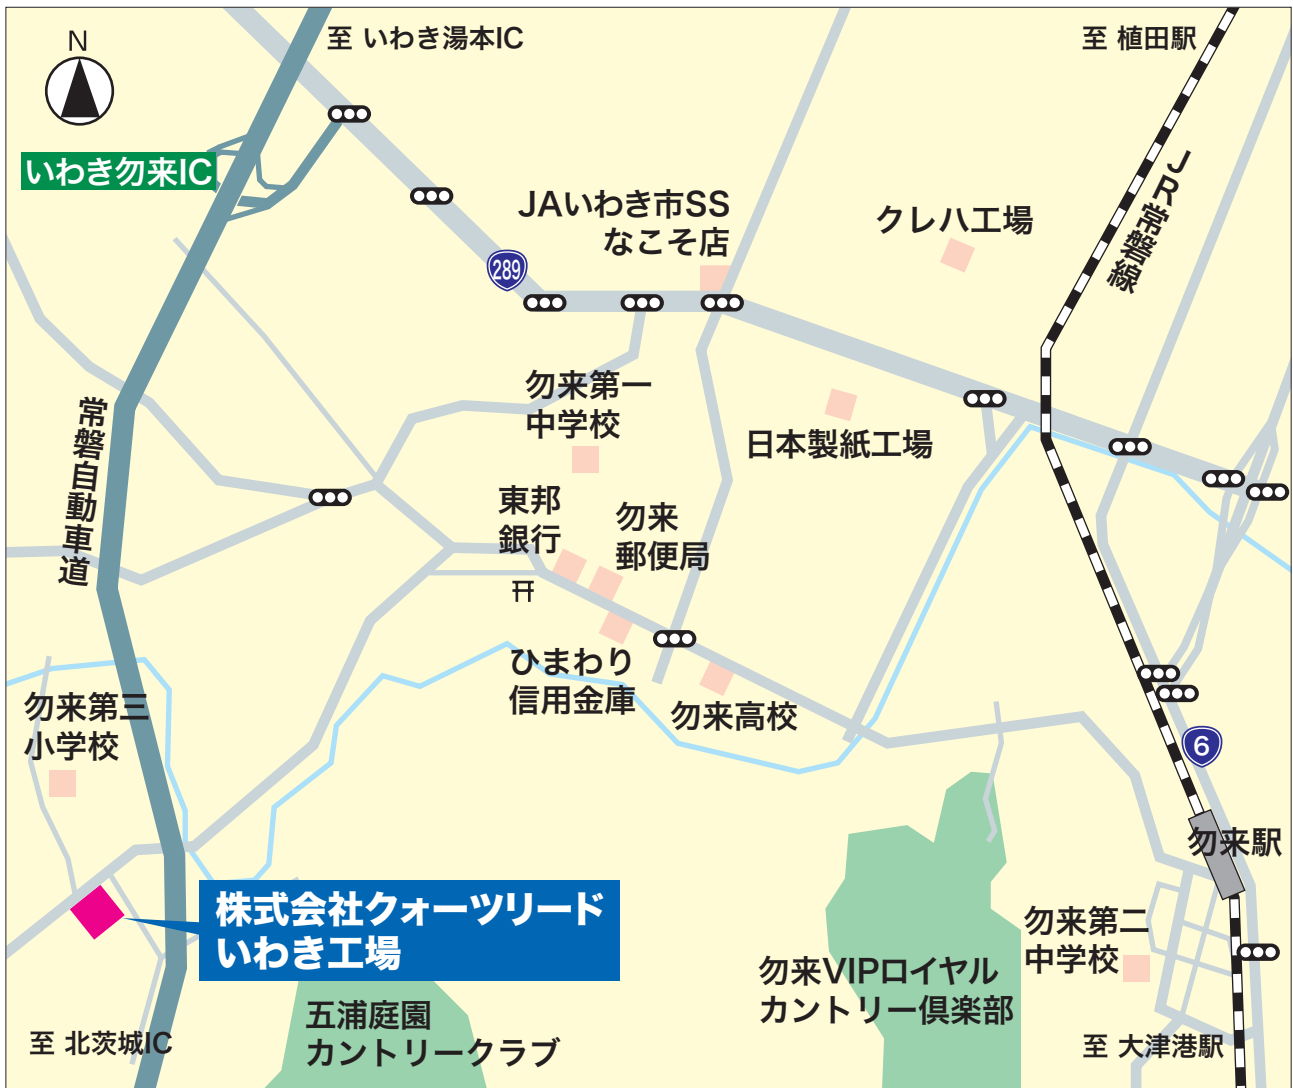 N
至 いわき湯本IC
至 植田駅
いわき勿来IC
JR常磐線
JAいわき市SS
なこそ店
クレハ工場
289
勿来第一
中学校
日本製紙工場
常磐自動車道
東邦
銀行
勿来
郵便局
ひまわり
信用金庫
勿来高校
勿来第三
小学校
6
勿来駅
株式会社クォーツリード
いわき工場
勿来第二
中学校
勿来VIPロイヤル
カントリー倶楽部
五浦庭園
カントリークラブ
至 北茨城IC
至 大津港駅